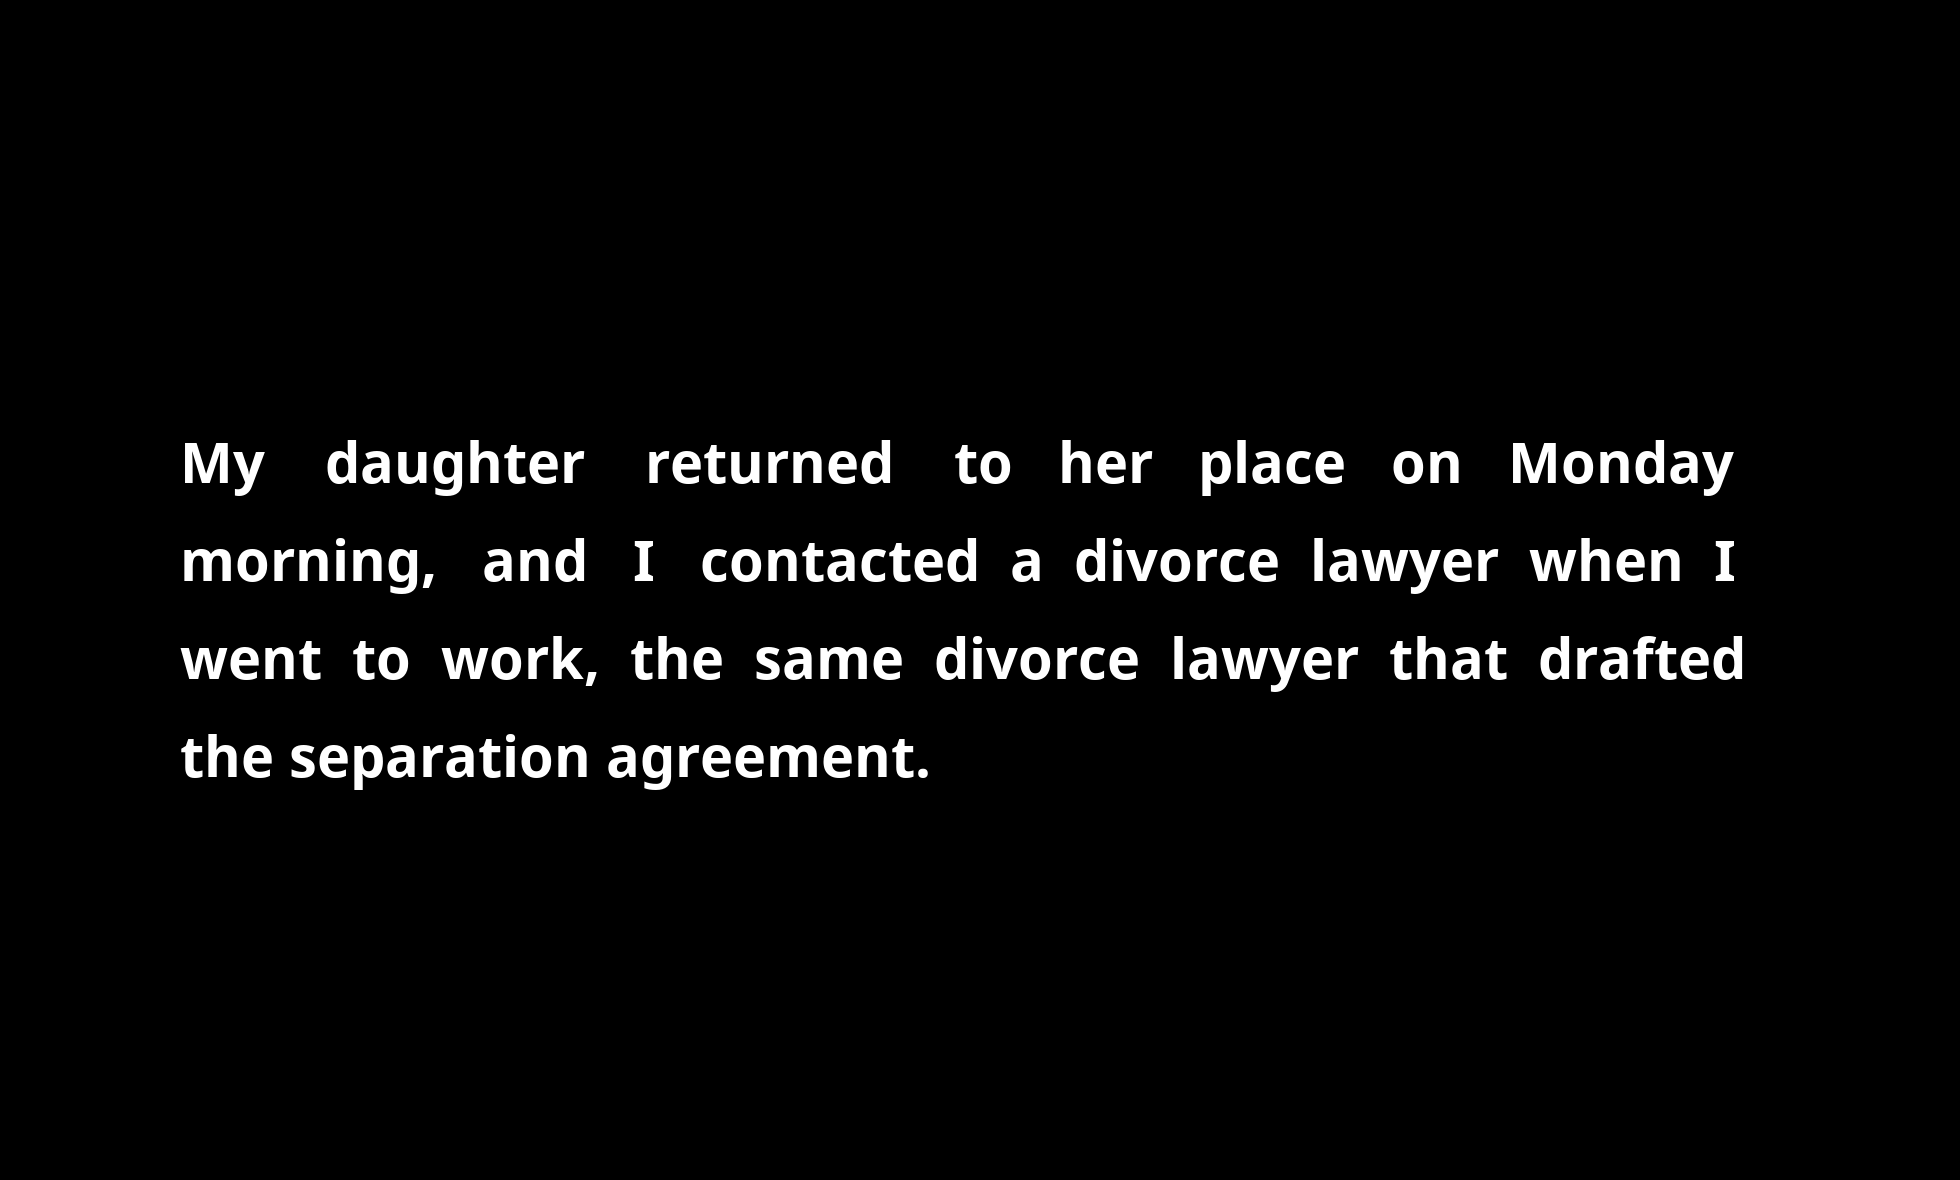 My daughter returned to her place on Monday
morning, and I contacted a divorce lawyer when I
went to work, the same divorce lawyer that drafted
the separation agreement.